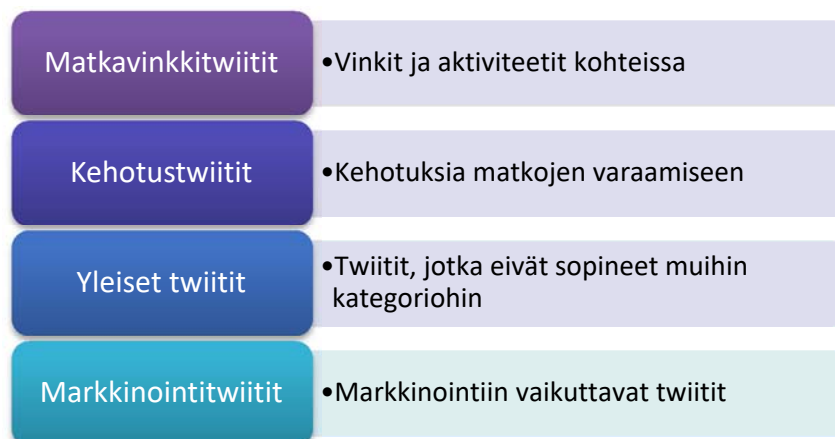 Matkavinkkitwiitit
•Vinkit ja aktiviteetit kohteissa
Kehotustwiitit
•Kehotuksia matkojen varaamiseen
Yleiset twiitit
•Twiitit, jotka eivät sopineet muihin
kategoriohin
Markkinointitwiitit
•Markkinointiin vaikuttavat twiitit